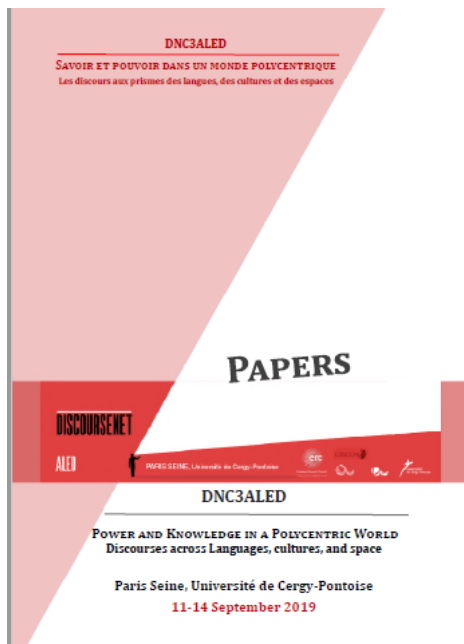 DNC3ALED
SAVOIR ET POUVOIR DANS UN MONDE POLYCENTRIQUE
Les discours aux prismes des langues, des cultures et des espaces
PAPERS
DISCOURSENET
ALED
PARIS SEINE, Université de Cergy-Pontoise
erc
DNC3ALED
POWER AND KNOWLEDGE IN A POLYCENTRIC WORLD
Discourses across Languages, cultures, and space
Paris Seine, Université de Cergy-Pontoise
11-14 September 2019